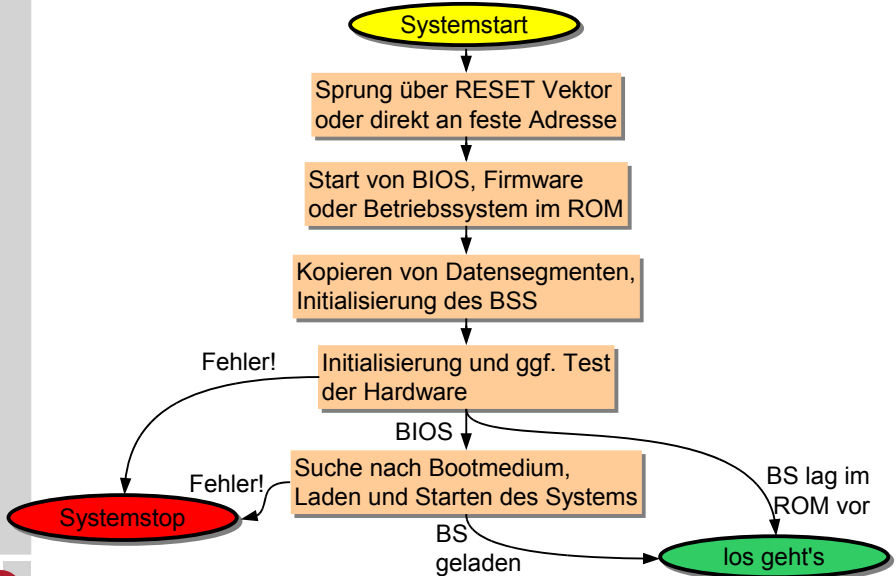 Systemstart
Sprung über RESET Vektor
oder direkt an feste Adresse
Start von BIOS, Firmware
oder Betriebssystem im ROM
Kopieren von Datensegmenten,
Initialisierung des BSS
Fehler!
Initialisierung und ggf. Test
der Hardware
BIOS
Fehler!
Suche nach Bootmedium,
Laden und Starten des Systems
BS lag im
ROM vor
Systemstop
BS
geladen
los geht's